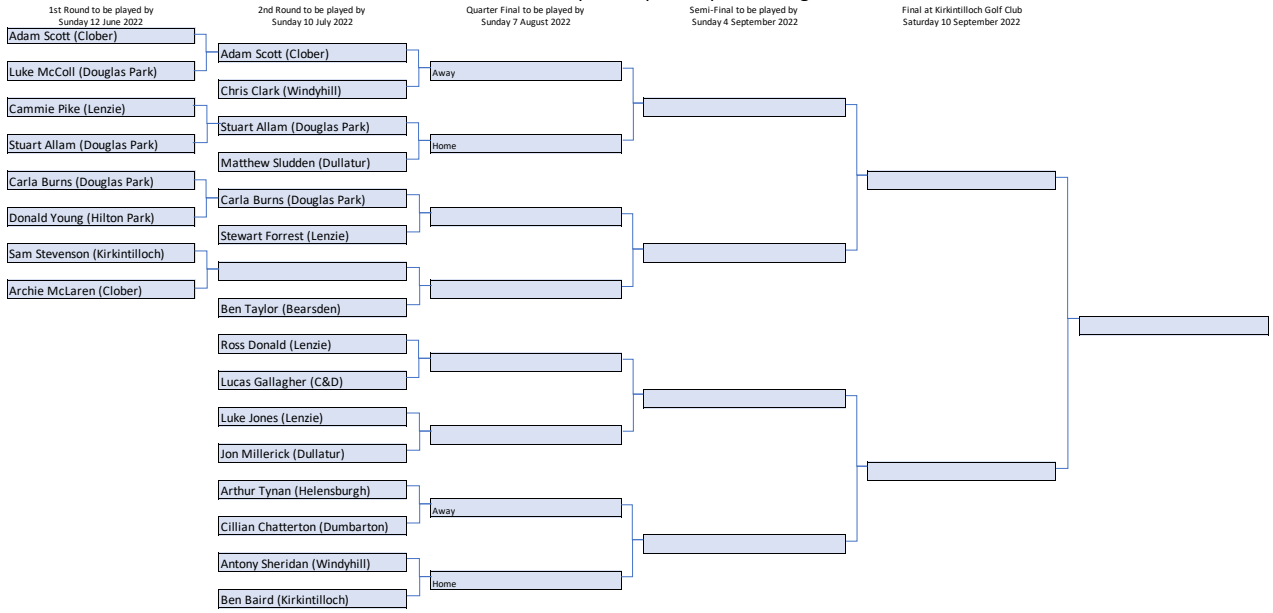 1st Round to be played by
Sunday 12 June 2022
2nd Round to be played by
Sunday 10 July 2022
Quarter Final to be played by
Sunday 7 August 2022
Semi-Final to be played by
Sunday 4 September 2022
Final at Kirkintilloch Golf Club
Saturday 10 September 2022
Adam Scott (Clober)
Luke McColl (Douglas Park)
Cammie Pike (Lenzie)
Stuart Allam (Douglas Park)
Carla Burns (Douglas Park)
Donald Young (Hilton Park)
Sam Stevenson (Kirkintilloch)
Archie McLaren (Clober)
Adam Scott (Clober)
Chris Clark (Windyhill)
Stuart Allam (Douglas Park)
Matthew Sludden (Dullatur)
Carla Burns (Douglas Park)
Stewart Forrest (Lenzie)
Ben Taylor (Bearsden)
Ross Donald (Lenzie)
Lucas Gallagher (C&D)
Luke Jones (Lenzie)
Jon Millerick (Dullatur)
Arthur Tynan (Helensburgh)
Cillian Chatterton (Dumbarton)
Antony Sheridan (Windyhill)
Ben Baird (Kirkintilloch)
Away
Home
Away
Home